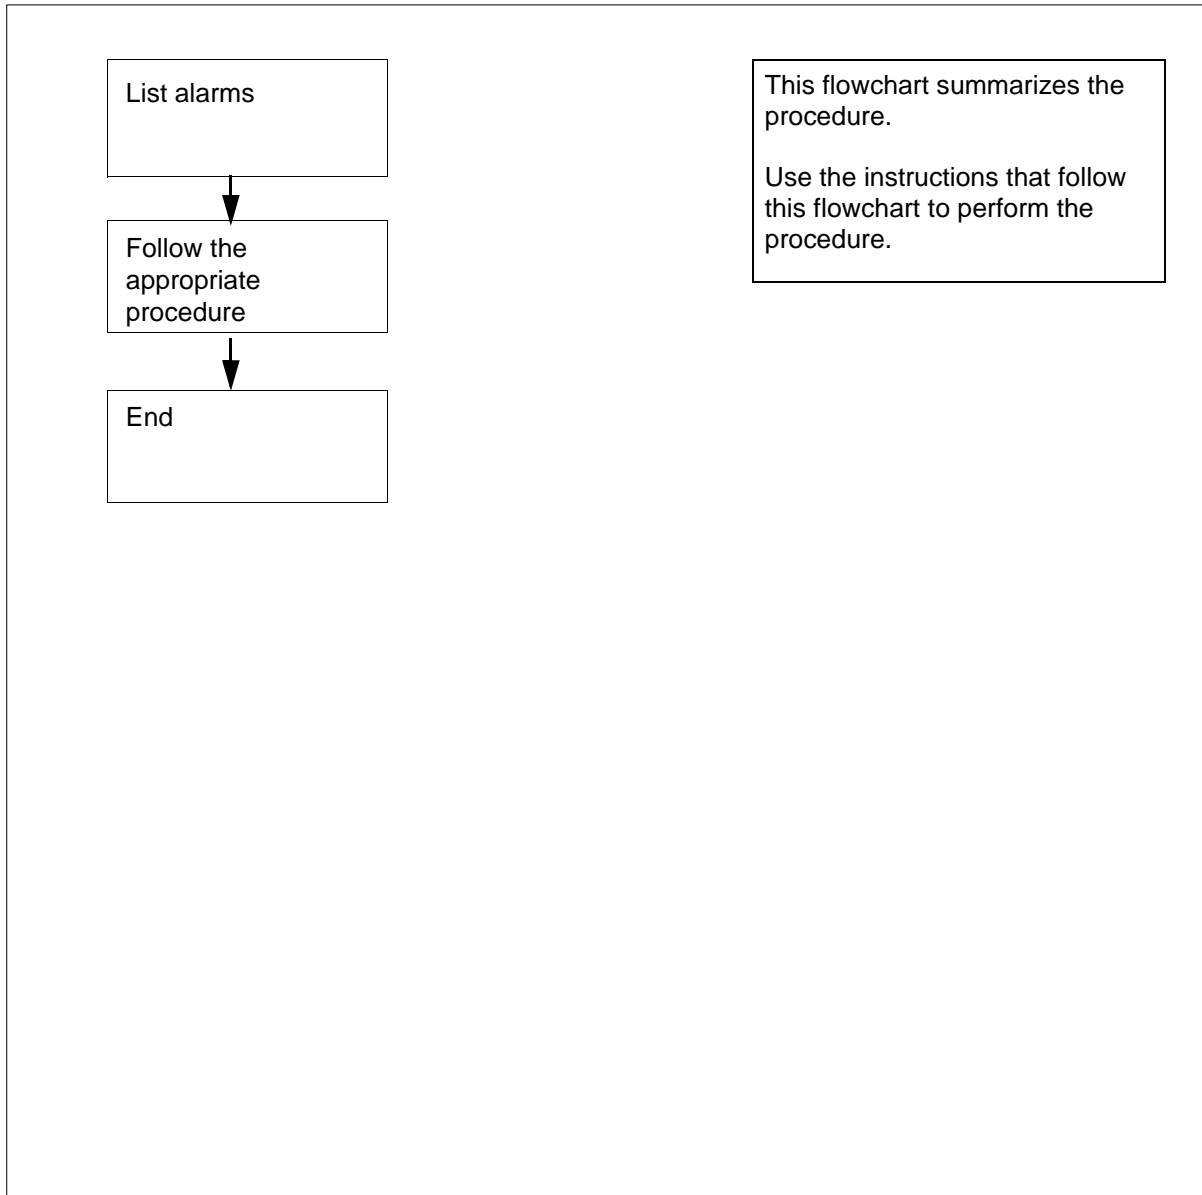 List alarms
Follow the
appropriate
procedure
End
This flowchart summarizes the
procedure.
Use the instructions that follow
this flowchart to perform the
procedure.